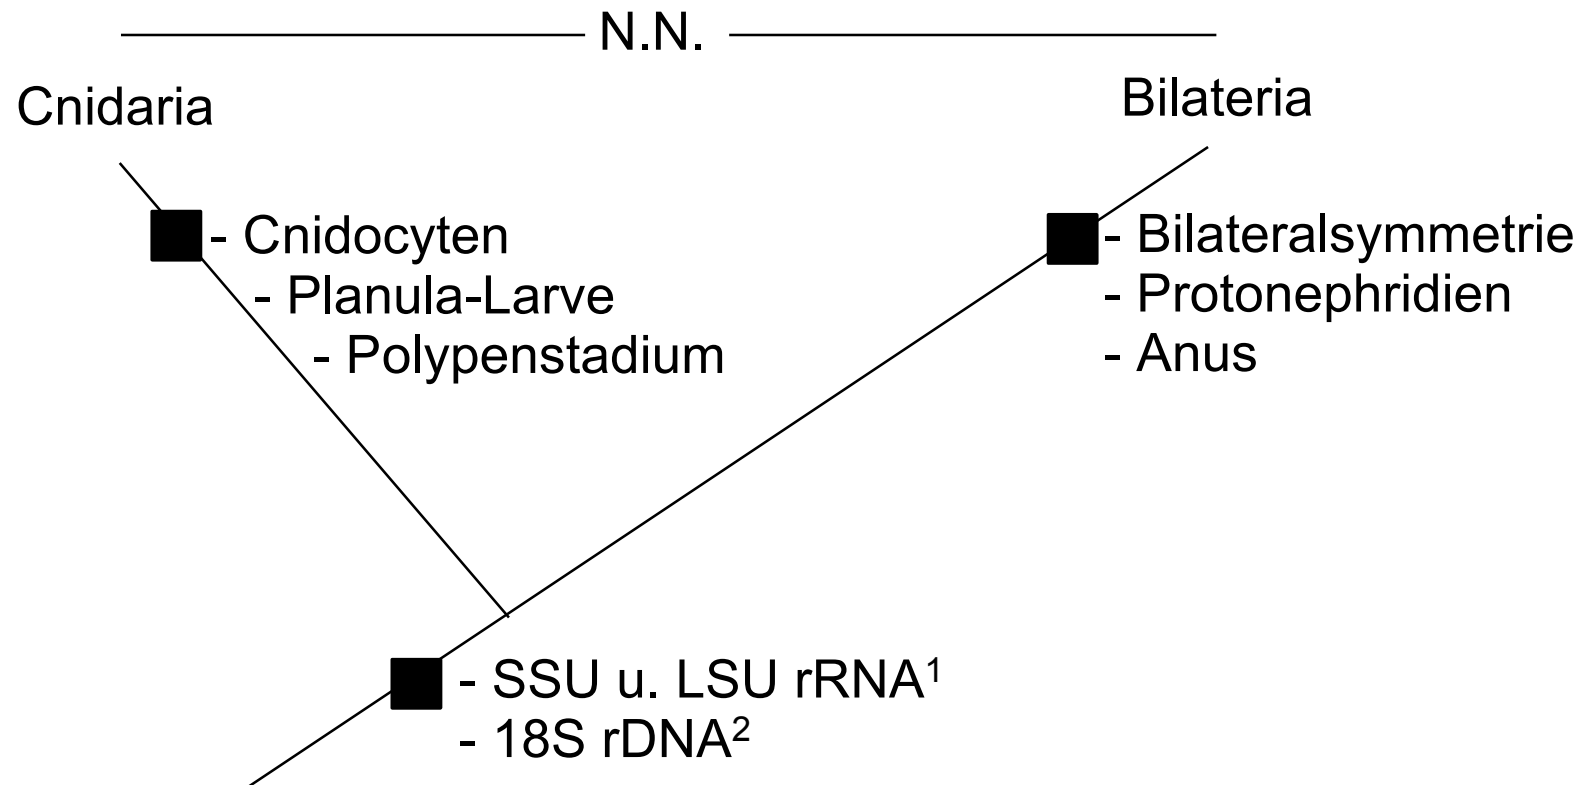 N.N.
Cnidaria
Bilateria
- Cnidocyten
- Planula-Larve
- Polypenstadium
- Bilateralsymmetrie
- Protonephridien
- Anus
- SSU u. LSU rRNA¹
- 18S rDNA²